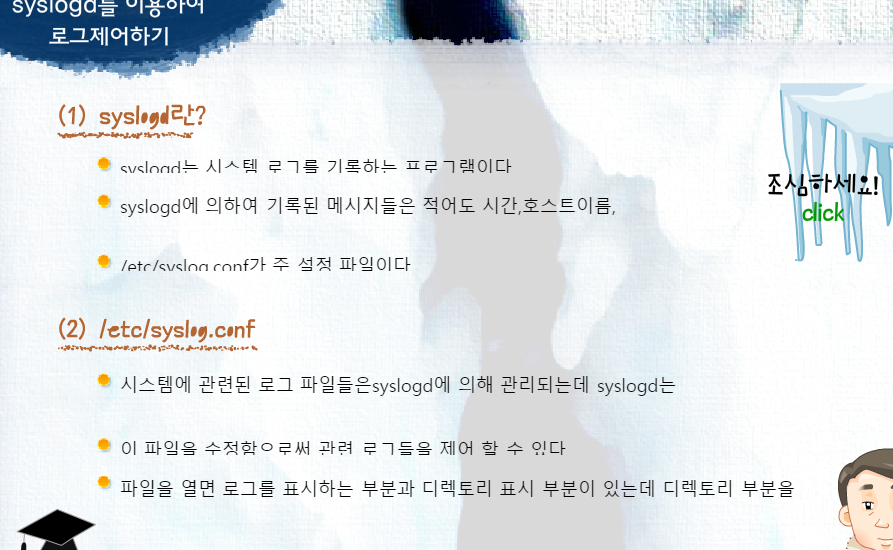 syslogd를 이용하여
로그제어하기
(1) syslogd란?
syslogd는 시스템 로그를 기록하는 프로그램이다
syslogd에 의하여 기록된 메시지들은 적어도 시간,호스트이름,
/etc/syslog.conf가 주 설정 파일이다
조심하세요!
click
(2) /etc/syslog.conf
시스템에 관련된 로그 파일들은syslogd에 의해 관리되는데 syslogd는
이 파일을 수정함으로써 관련 로그들을 제어 할 수 있다
파일을 열면 로그를 표시하는 부분과 디렉토리 표시 부분이 있는데 디렉토리 부분을